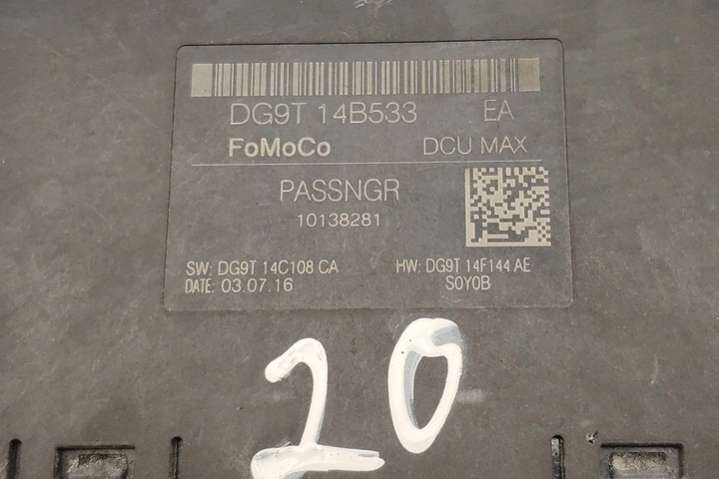 DG9T 14B533 EA
FoMoCo DCU MAX
PASSNGR
10138281
SW: DG9T 14C108 CA HW: DG9T 14F144 AE
DATE: 03.07.16 S0Y0B
20